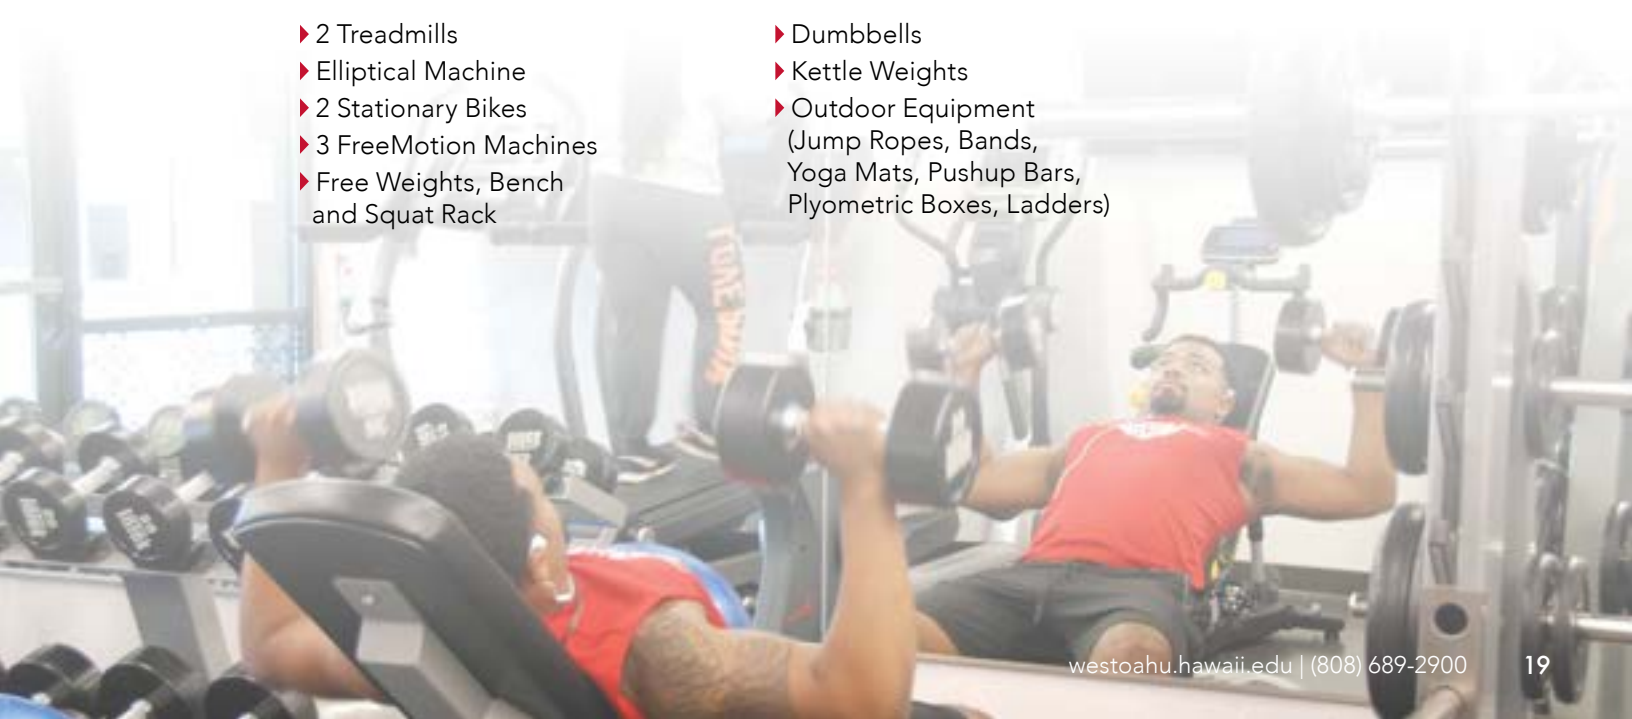 2 Treadmills
Elliptical Machine
2 Stationary Bikes
3 FreeMotion Machines
Free Weights, Bench
and Squat Rack
Dumbbells
Kettle Weights
Outdoor Equipment
(Jump Ropes, Bands,
Yoga Mats, Pushup Bars,
Plyometric Boxes, Ladders)
westoahu.hawaii.edu | (808) 689-2900 19